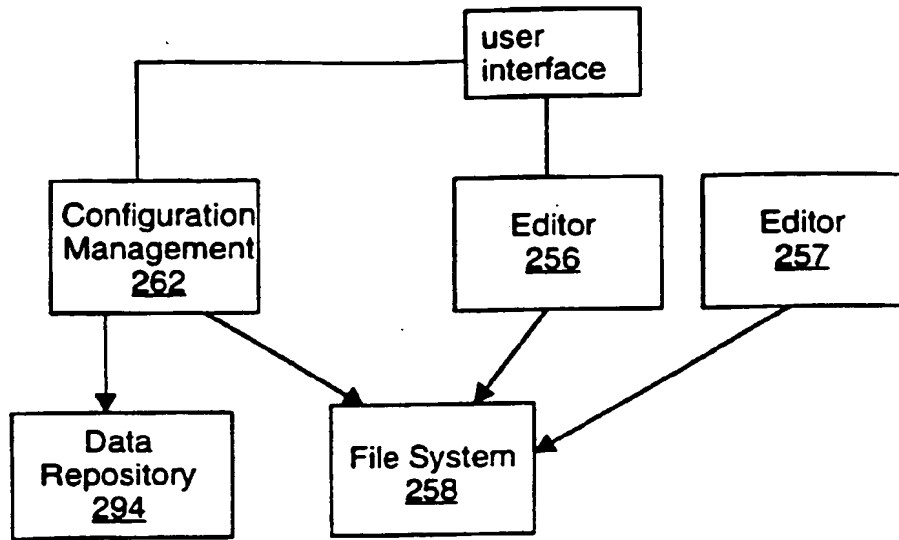 user
interface
Configuration
Management
262
Editor
256
Editor
257
Data
Repository
294
File System
258